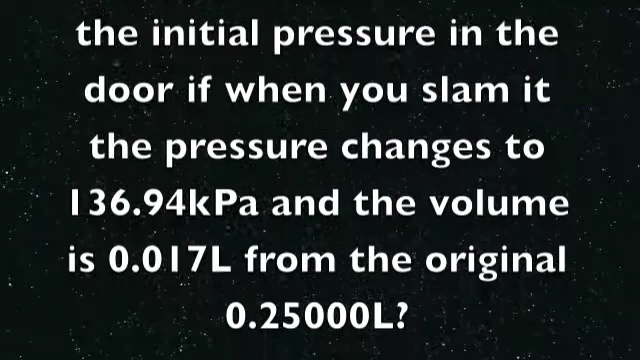 the initial pressure in the
door if when you slam it
the pressure changes to
136.94kPa and the volume
is 0.017L from the original
0.25000L?